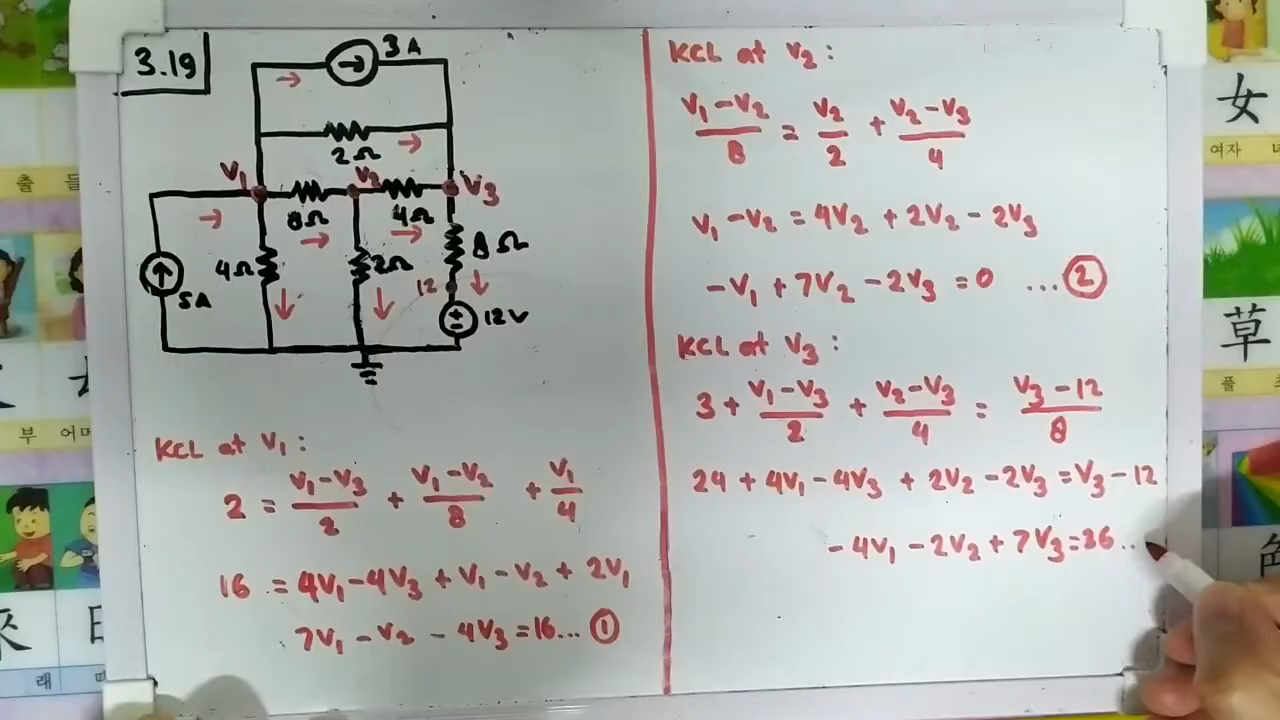 3.19
3A
2Ω
V₁
V₂
V₃
8Ω
4Ω
4Ω
2Ω
8Ω
5A
12
12V
KCL at V₁:
2 = (V₁-V₃)/2 + (V₁-V₂)/8 + V₁/4
16 = 4V₁-4V₃ + V₁-V₂ + 2V₁
7V₁ - V₂ - 4V₃ = 16... ①
KCL at V₂:
(V₁-V₂)/8 = V₂/2 + (V₂-V₃)/4
V₁-V₂ = 4V₂ + 2V₂ - 2V₃
-V₁ + 7V₂ - 2V₃ = 0 ...②
KCL at V₃:
3 + (V₁-V₃)/2 + (V₂-V₃)/4 = (V₃-12)/8
24 + 4V₁ - 4V₃ + 2V₂ - 2V₃ = V₃ - 12
-4V₁ - 2V₂ + 7V₃ = 36...
女
여자
草
풀
부
來
래